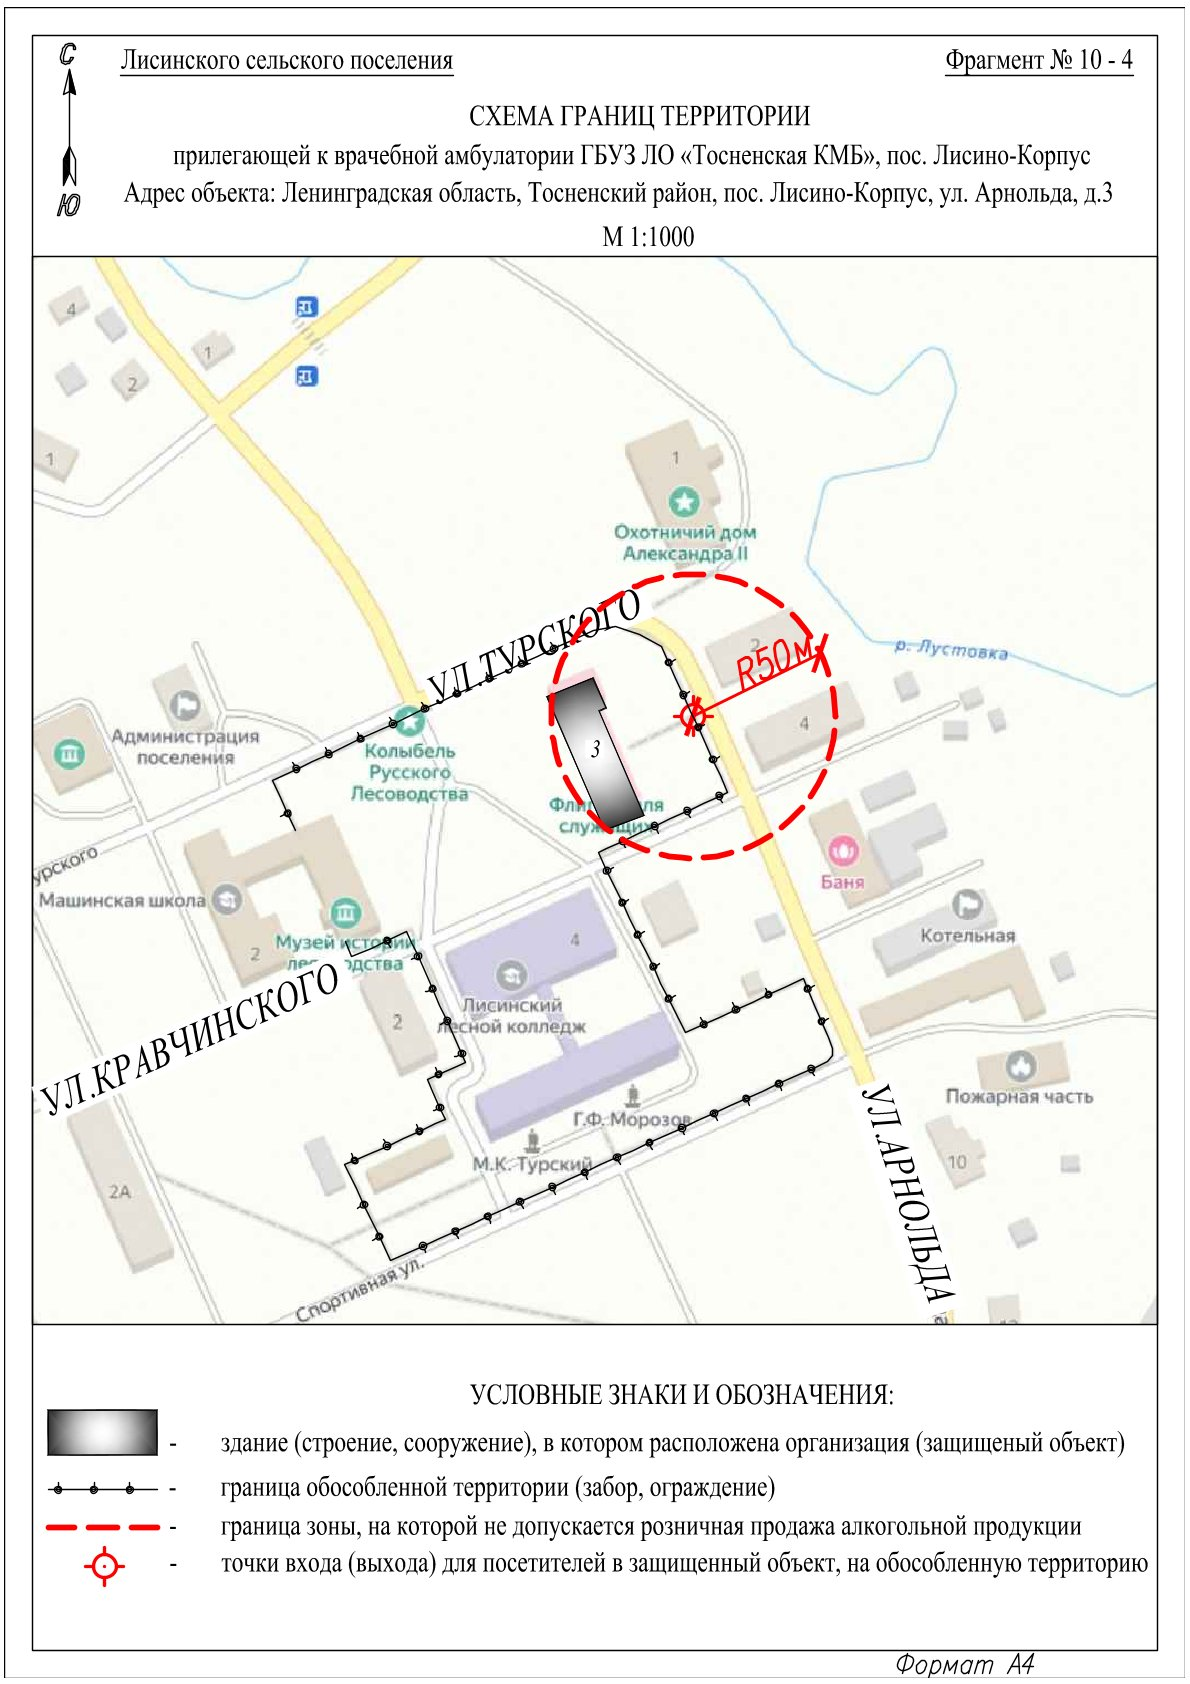 С
Ю
Лисинского сельского поселения
Фрагмент № 10 - 4
СХЕМА ГРАНИЦ ТЕРРИТОРИИ
прилегающей к врачебной амбулатории ГБУЗ ЛО «Тосненская КМБ», пос. Лисино-Корпус
Адрес объекта: Ленинградская область, Тосненский район, пос. Лисино-Корпус, ул. Арнольда, д.3
М 1:1000
4
1
2
1
1
Охотничий дом
Александра II
УЛ.ТУРСКОГО
2
R50м
р. Лустовка
4
3
Администрация
поселения
Колыбель
Русского
Лесоводства
служащих
Баня
Котельная
урского
Машинская школа
2
Музей истории
лесоводства
4
Лисинский
лесной колледж
2
УЛ.КРАВЧИНСКОГО
Г.Ф. Морозов
М.К. Турский
Пожарная часть
10
2А
УЛ.АРНОЛЬДА
Спортивная ул.
УСЛОВНЫЕ ЗНАКИ И ОБОЗНАЧЕНИЯ:
- здание (строение, сооружение), в котором расположена организация (защищеный объект)
- граница обособленной территории (забор, ограждение)
- граница зоны, на которой не допускается розничная продажа алкогольной продукции
- точки входа (выхода) для посетителей в защищенный объект, на обособленную территорию
Формат А4